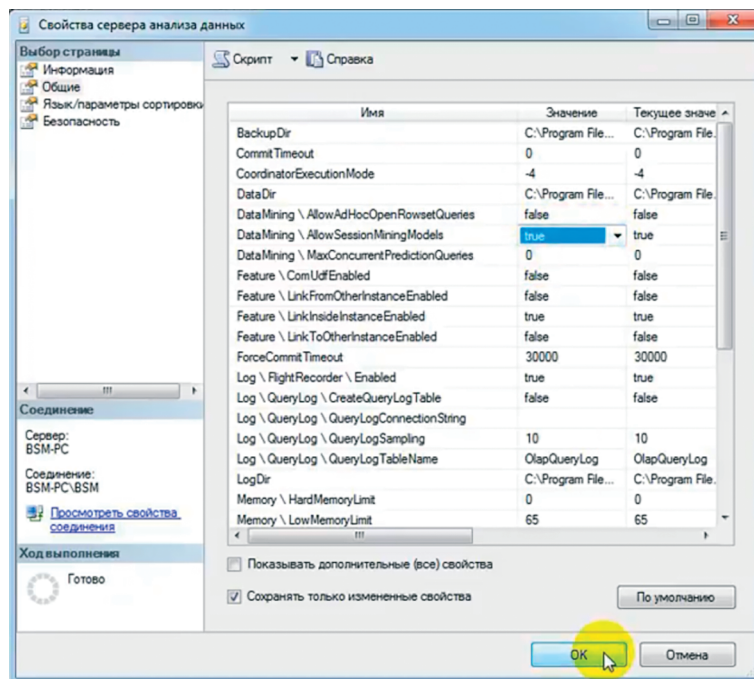 Свойства сервера анализа данных
Выбор страницы
Информация
Общие
Язык/параметры сортировки
Безопасность
Скрипт Справка
Имя Значение Текущее значе
BackupDir C:\Program File... C:\Program File.
CommitTimeout 0 0
CoordinatorExecutionMode -4 -4
DataDir C:\Program File... C:\Program File.
DataMining \ AllowAdHocOpenRowsetQueries false false
DataMining \ AllowSessionMiningModels true true
DataMining \ MaxConcurrentPredictionQueries 0 0
Feature \ ComUdfEnabled false false
Feature \ LinkFromOtherInstanceEnabled false false
Feature \ LinkInsideInstanceEnabled true true
Feature \ LinkToOtherInstanceEnabled false false
ForceCommitTimeout 30000 30000
Log \ FlightRecorder \ Enabled true true
Log \ QueryLog \ CreateQueryLogTable false false
Log \ QueryLog \ QueryLogConnectionString
Log \ QueryLog \ QueryLogSampling 10 10
Log \ QueryLog \ QueryLogTableName OlapQueryLog OlapQueryLog
LogDir C:\Program File... C:\Program File.
Memory \ HardMemoryLimit 0 0
Memory \ LowMemoryLimit 65 65
Соединение
Сервер:
BSM-PC
Соединение:
BSM-PC\BSM
Просмотреть свойства
соединения
Ход выполнения
Готово
Показывать дополнительные (все) свойства
Сохранять только измененные свойства
По умолчанию
OK Отмена